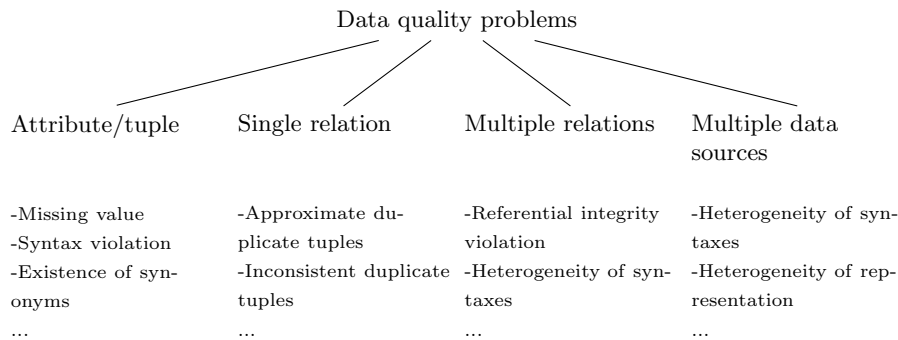 Data quality problems
Attribute/tuple
Single relation
Multiple relations
Multiple data
sources
-Missing value
-Syntax violation
-Existence of syn-
onyms
...
-Approximate du-
plicate tuples
-Inconsistent duplicate
tuples
...
-Referential integrity
violation
-Heterogeneity of syn-
taxes
...
-Heterogeneity of syn-
taxes
-Heterogeneity of rep-
resentation
...